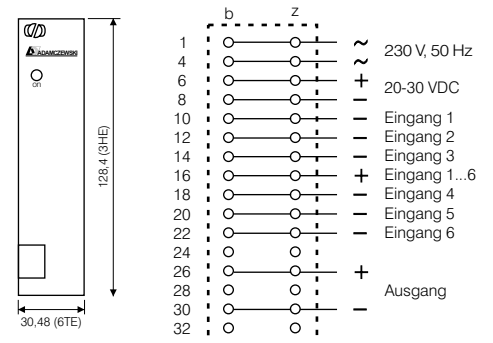 ADAMCZEWSKI
on
128,4 (3HE)
30,48 (6TE)
b z
1 ~ 230 V, 50 Hz
4 ~
6 + 20-30 VDC
8 −
10 − Eingang 1
12 − Eingang 2
14 − Eingang 3
16 + Eingang 1...6
18 − Eingang 4
20 − Eingang 5
22 − Eingang 6
24
26 +
28 Ausgang
30 −
32